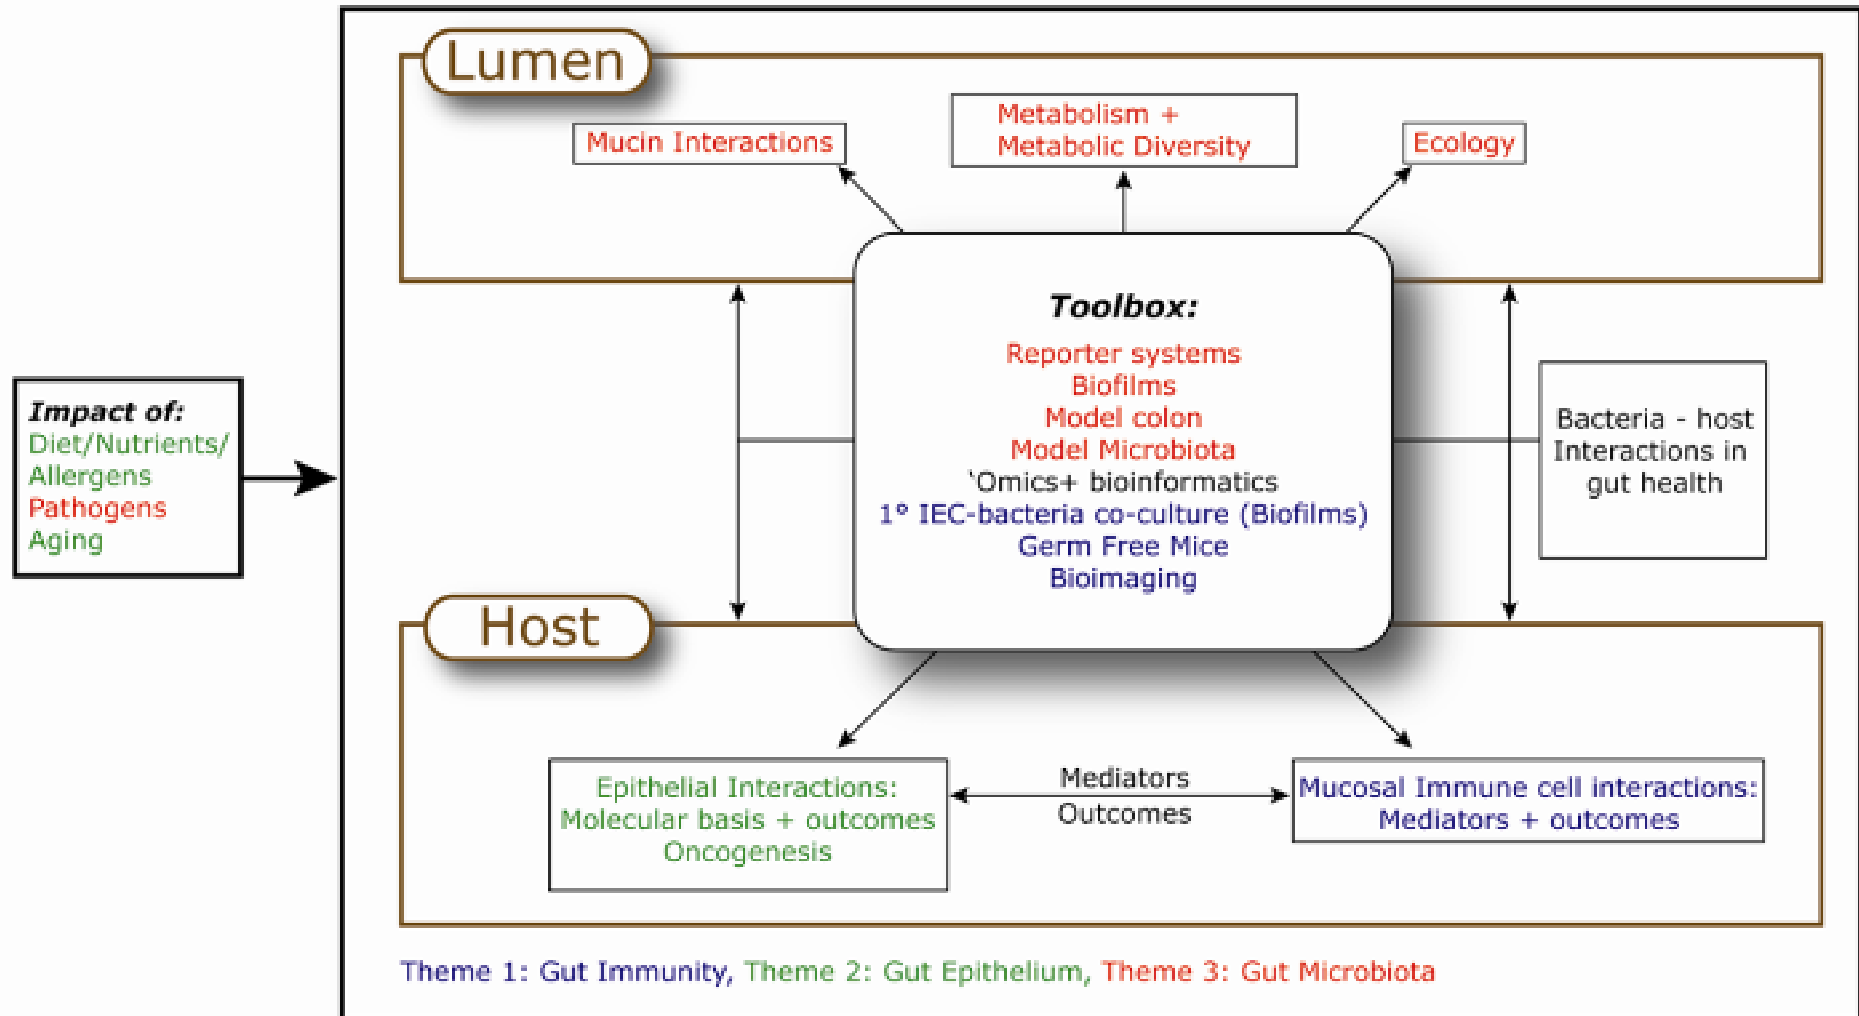 Lumen
Mucin Interactions
Metabolism +
Metabolic Diversity
Ecology
Toolbox:
Reporter systems
Biofilms
Model colon
Model Microbiota
'Omics+ bioinformatics
1° IEC-bacteria co-culture (Biofilms)
Germ Free Mice
Bioimaging
Impact of:
Diet/Nutrients/
Allergens
Pathogens
Aging
Bacteria - host
Interactions in
gut health
Host
Epithelial Interactions:
Molecular basis + outcomes
Oncogenesis
Mediators
Outcomes
Mucosal Immune cell interactions:
Mediators + outcomes
Theme 1: Gut Immunity, Theme 2: Gut Epithelium, Theme 3: Gut Microbiota